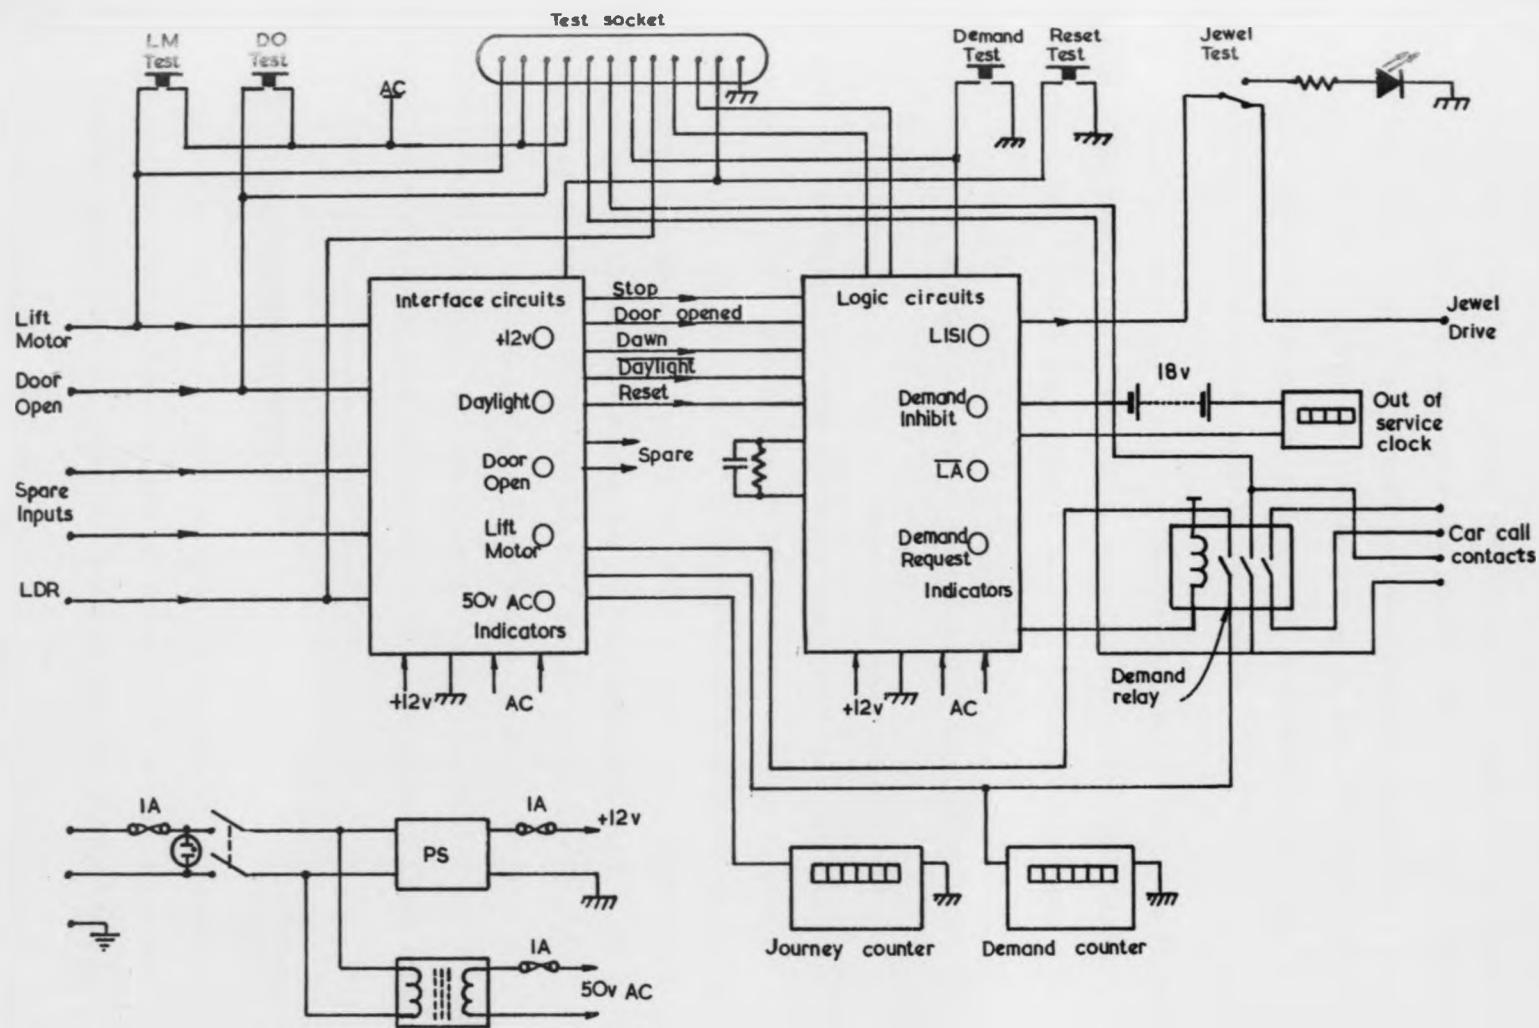 Test socket
LM
Test
DO
Test
AC
Demand
Test
Reset
Test
Jewel
Test
Lift
Motor
Door
Open
Spare
Inputs
LDR
Interface circuits
+12v
Daylight
Door
Open
Lift
Motor
50v AC
Indicators
+12v
AC
Stop
Door opened
Dawn
Daylight
Reset
Spare
Logic circuits
L1S1
Demand
Inhibit
LA
Demand
Request
Indicators
+12v
AC
Jewel
Drive
18v
Out of
service
clock
Car call
contacts
Demand
relay
1A
PS
1A
+12v
1A
50v AC
Journey counter
Demand counter